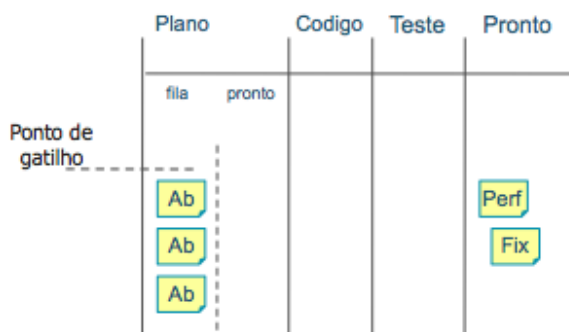 Plano Codigo Teste Pronto
fila pronto
Ponto de
gatilho
Ab Perf
Ab Fix
Ab